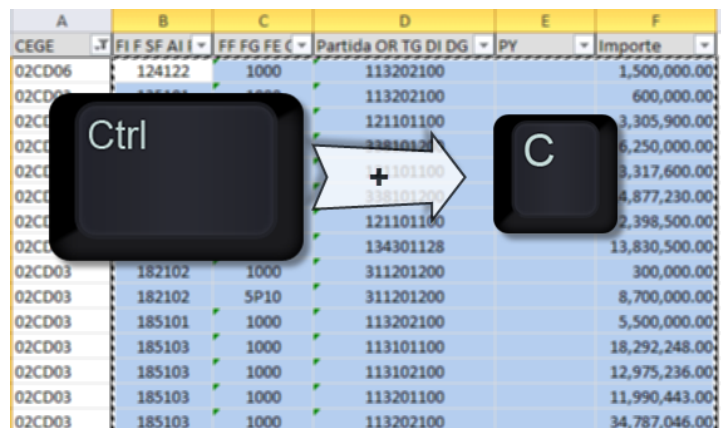 A B C D E F
CEGE FI F SF AI FF FG FE Partida OR TG DI DG PY Importe
02CD06 124122 1000 113202100 1,500,000.00
113202100 600,000.00
121101100 3,305,900.00
6,250,000.00
Ctrl + C
3,317,600.00
4,877,230.00
121101100 2,398,500.00
134301128 13,830,500.00
02CD03 182102 1000 311201200 300,000.00
02CD03 182102 5P10 311201200 8,700,000.00
02CD03 185101 1000 113202100 5,500,000.00
02CD03 185103 1000 113101100 18,292,248.00
02CD03 185103 1000 113102100 12,975,236.00
02CD03 185103 1000 113201100 11,990,443.00
02CD03 185103 1000 113202100 34,787,046.00